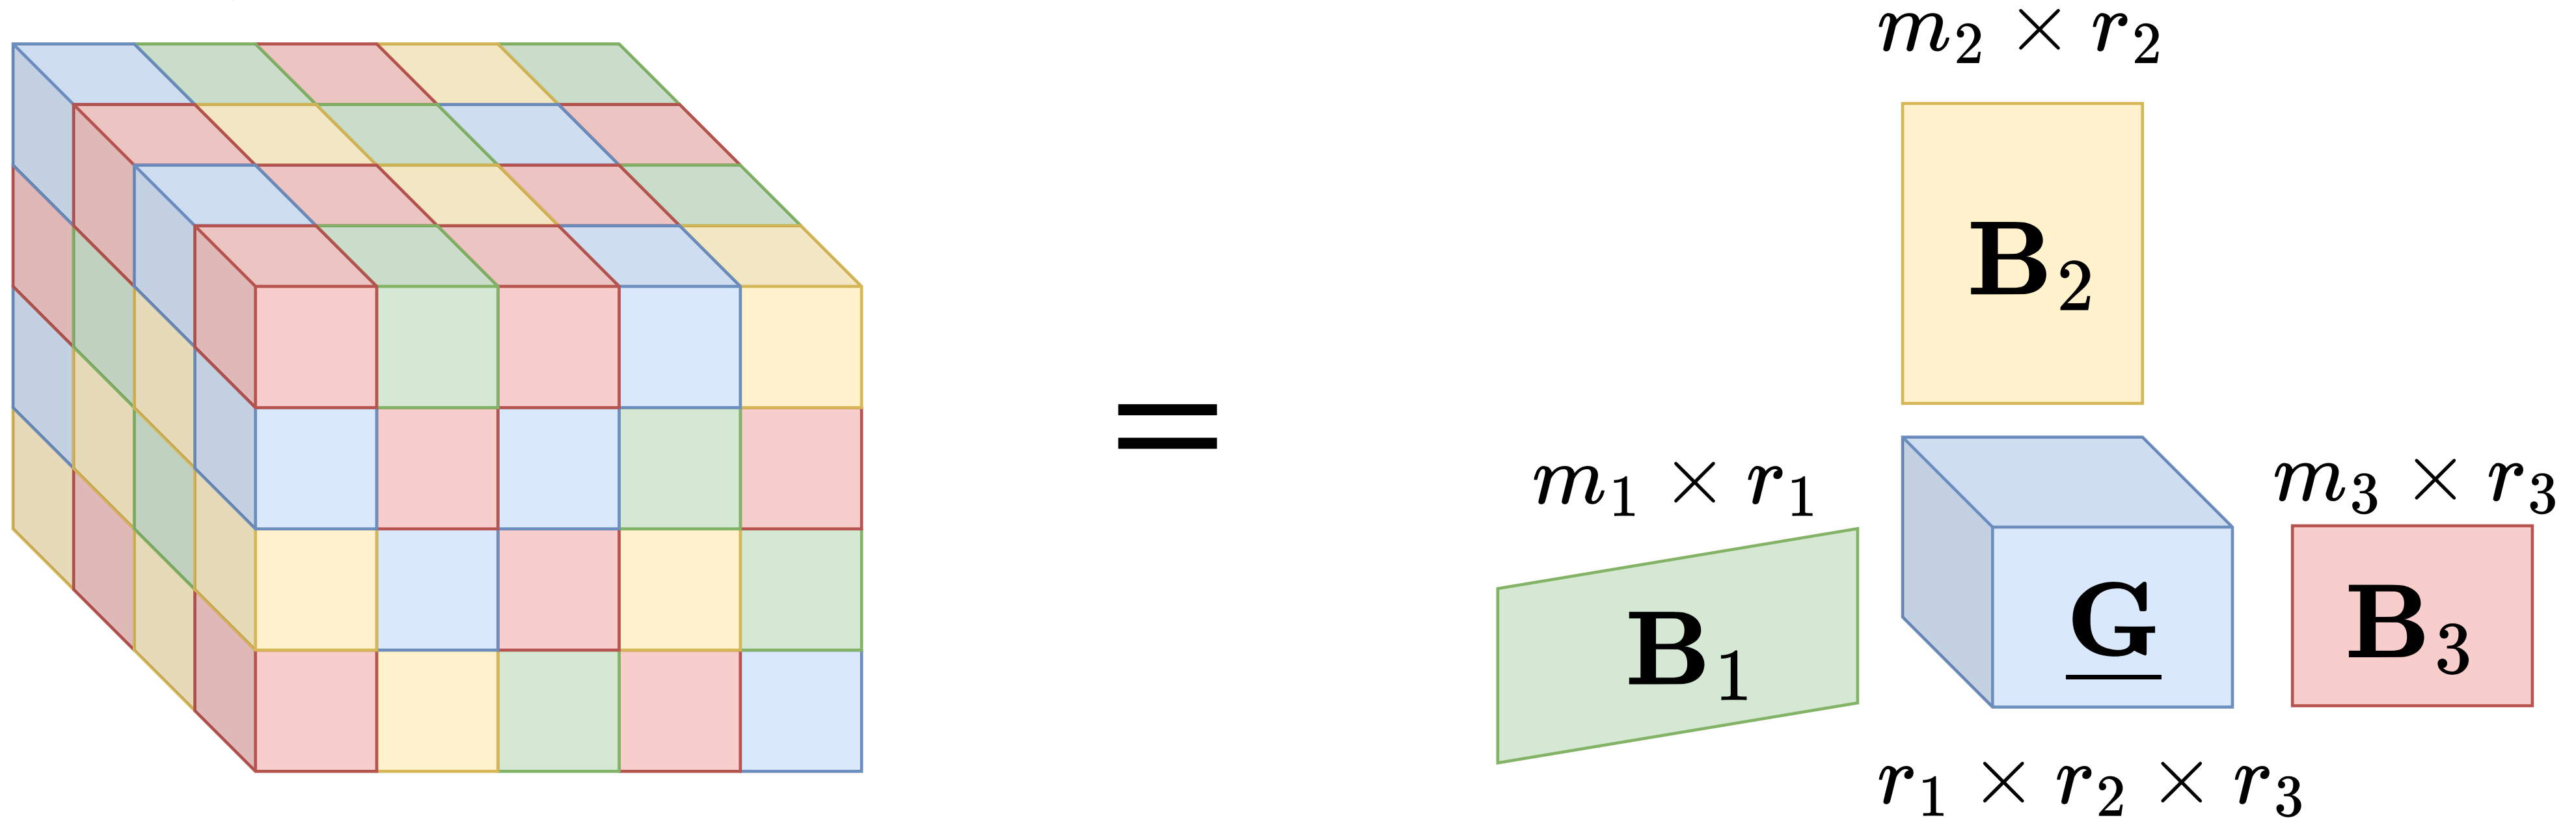 m₂ × r₂
B₂
=
m₁ × r₁
m₃ × r₃
B₁
G
B₃
r₁ × r₂ × r₃